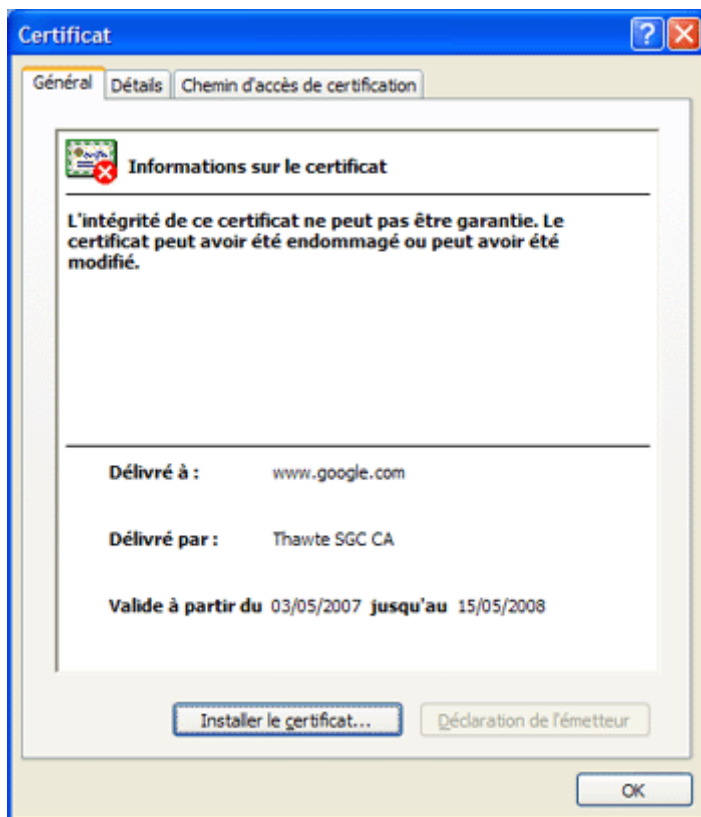 Certificat
Général Détails Chemin d'accès de certification
Informations sur le certificat
L'intégrité de ce certificat ne peut pas être garantie. Le
certificat peut avoir été endommagé ou peut avoir été
modifié.
Délivré à : www.google.com
Délivré par : Thawte SGC CA
Valide à partir du 03/05/2007 jusqu'au 15/05/2008
Installer le certificat... Déclaration de l'émetteur
OK